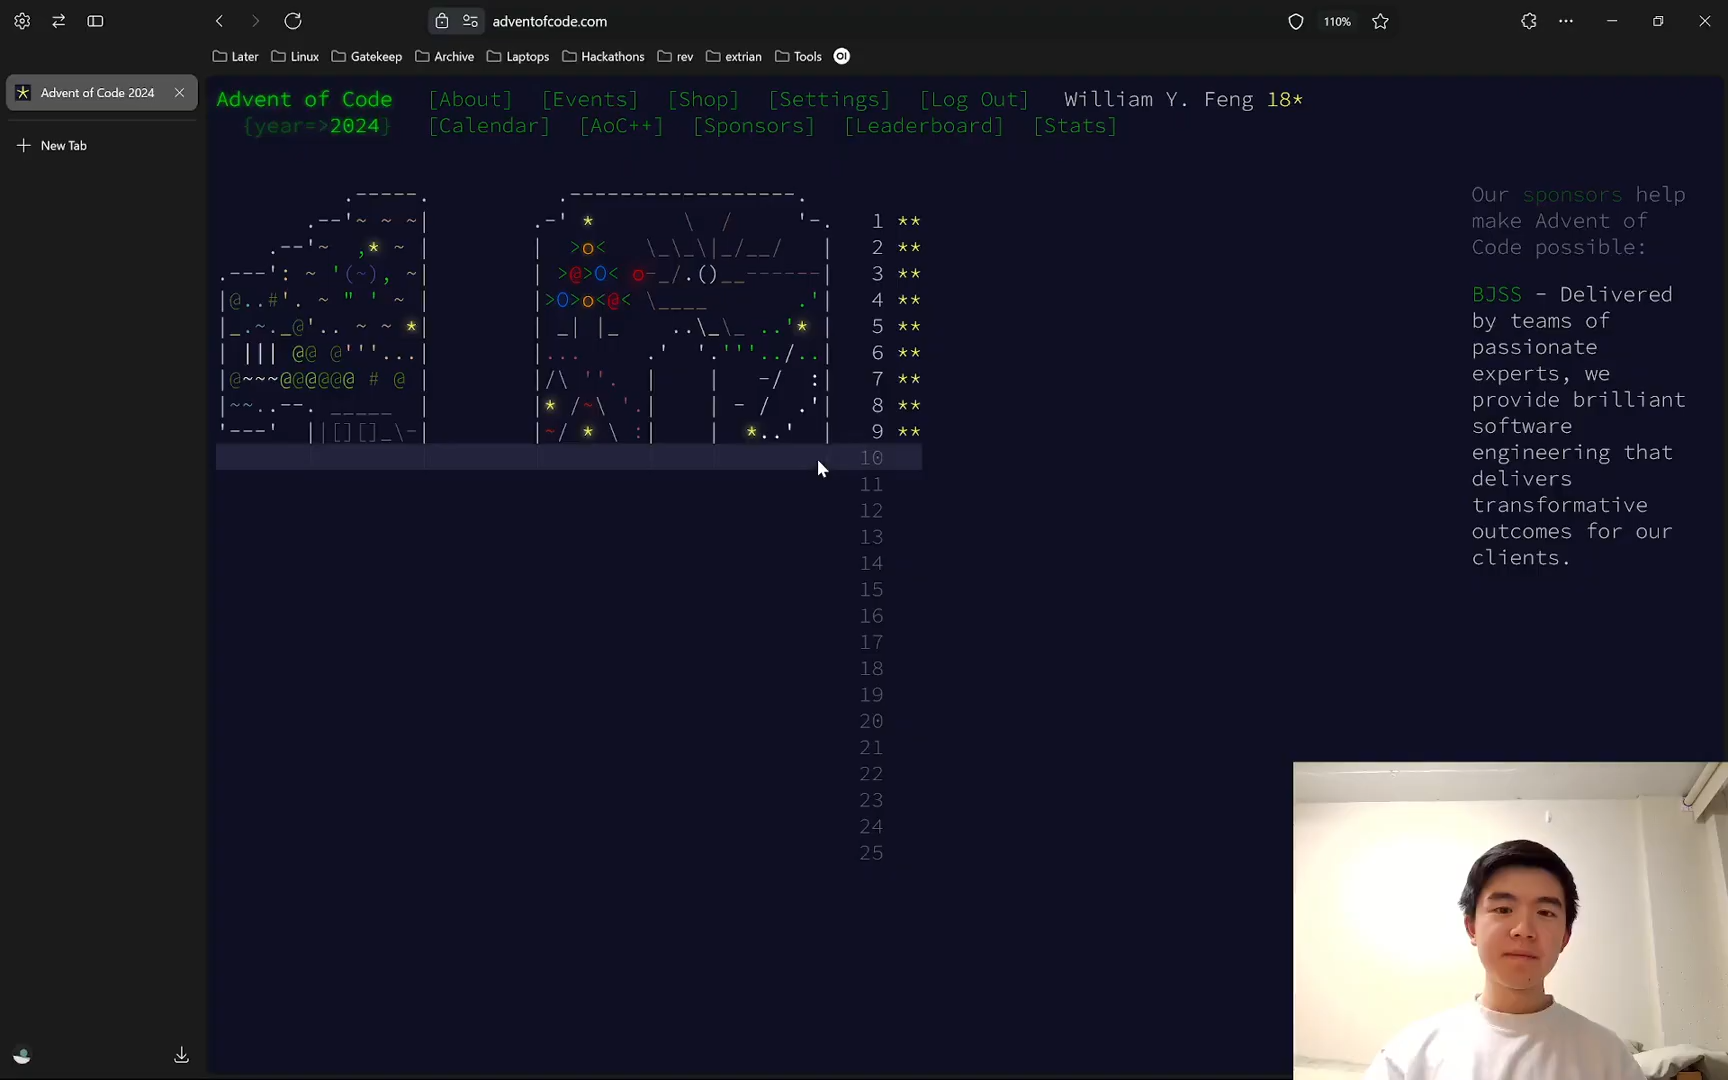 adventofcode.com
110%
Later Linux Gatekeep Archive Laptops Hackathons rev extrian Tools
Advent of Code 2024
New Tab
Advent of Code [About] [Events] [Shop] [Settings] [Log Out] William Y. Feng 18*
{year=>2024} [Calendar] [AoC++] [Sponsors] [Leaderboard] [Stats]
1 **
2 **
3 **
4 **
5 **
6 **
7 **
8 **
9 **
10
11
12
13
14
15
16
17
18
19
20
21
22
23
24
25
Our sponsors help
make Advent of
Code possible:
BJSS - Delivered
by teams of
passionate
experts, we
provide brilliant
software
engineering that
delivers
transformative
outcomes for our
clients.